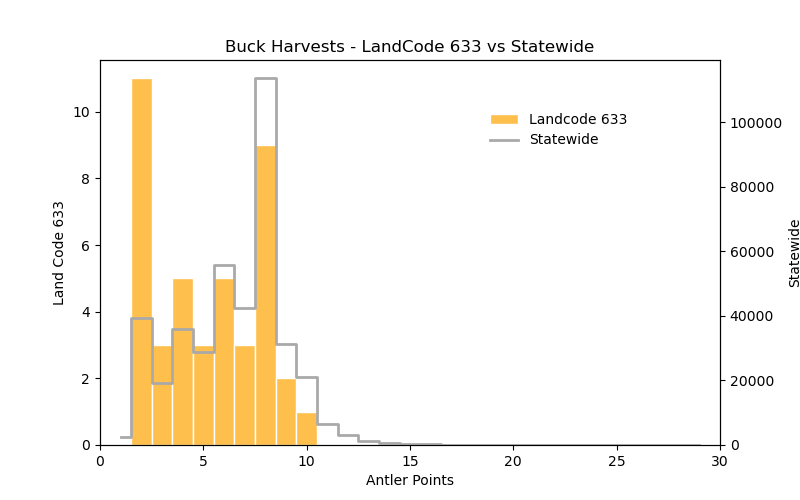 Buck Harvests - LandCode 633 vs Statewide
Landcode 633
Statewide
Land Code 633
10
8
6
4
2
0
100000
80000
60000
40000
20000
0
Statewide
0 5 10 15 20 25 30
Antler Points